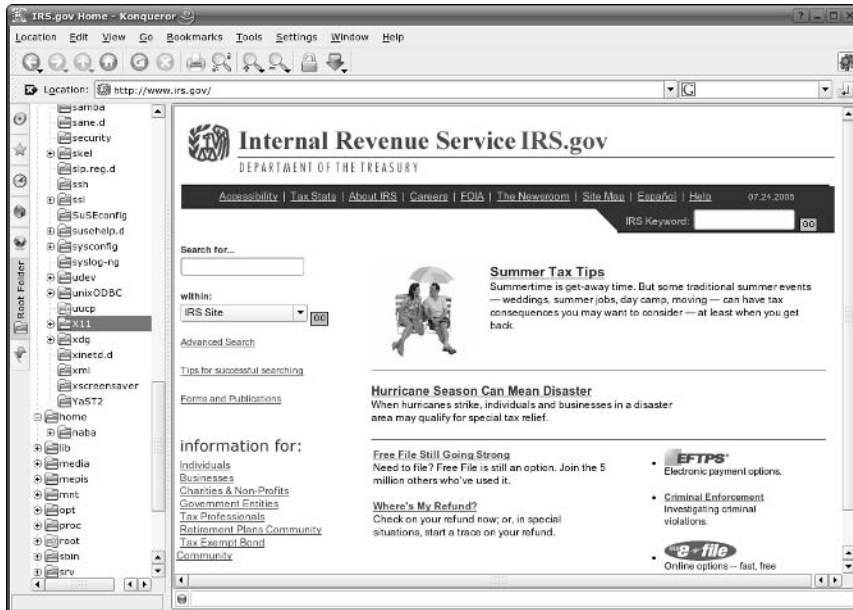 IRS.gov Home - Konqueror
Location Edit View Go Bookmarks Tools Settings Window Help
Location: http://www.irs.gov/
Root Folder
samba
sane.d
security
skel
slp.reg.d
ssh
ssl
SuSEconfig
susehelp.d
sysconfig
syslog-ng
udev
unixODBC
uucp
X11
xdg
xinetd.d
xml
xscreensaver
YaST2
home
naba
lib
media
mepis
mnt
opt
proc
root
sbin
srv
Internal Revenue Service IRS.gov
DEPARTMENT OF THE TREASURY
Accessibility | Tax Stats | About IRS | Careers | FOIA | The Newsroom | Site Map | Español | Help 07.24.2005
IRS Keyword: GO
Search for...
within:
IRS Site GO
Advanced Search
Tips for successful searching
Forms and Publications
information for:
Individuals
Businesses
Charities & Non-Profits
Government Entities
Tax Professionals
Retirement Plans Community
Tax Exempt Bond
Community
Summer Tax Tips
Summertime is get-away time. But some traditional summer events
— weddings, summer jobs, day camp, moving — can have tax
consequences you may want to consider — at least when you get
back.
Hurricane Season Can Mean Disaster
When hurricanes strike, individuals and businesses in a disaster
area may qualify for special tax relief.
Free File Still Going Strong
Need to file? Free File is still an option. Join the 5
million others who've used it.
Where's My Refund?
Check on your refund now; or, in special
situations, start a trace on your refund.
EFTPS
Electronic payment options.
Criminal Enforcement
Investigating criminal
violations.
IRS e-file
Online options -- fast, free